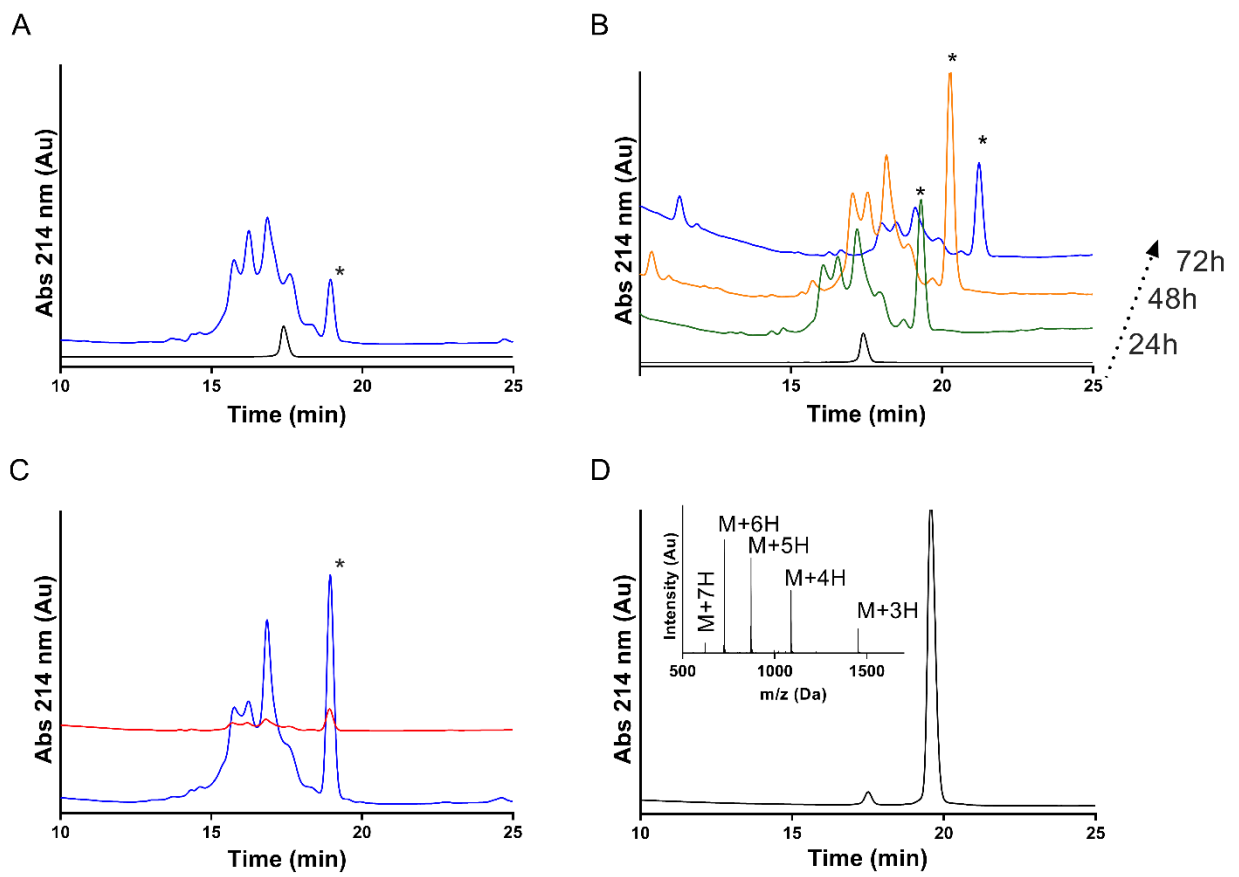 A
Abs 214 nm (Au)
*
10
15
20
25
Time (min)
B
Abs 214 nm (Au)
*
*
*
72h
48h
24h
15
20
25
Time (min)
C
Abs 214 nm (Au)
*
10
15
20
25
Time (min)
D
Abs 214 nm (Au)
Intensity (Au)
M+7H
M+6H
M+5H
M+4H
M+3H
500
1000
1500
m/z (Da)
10
15
20
25
Time (min)